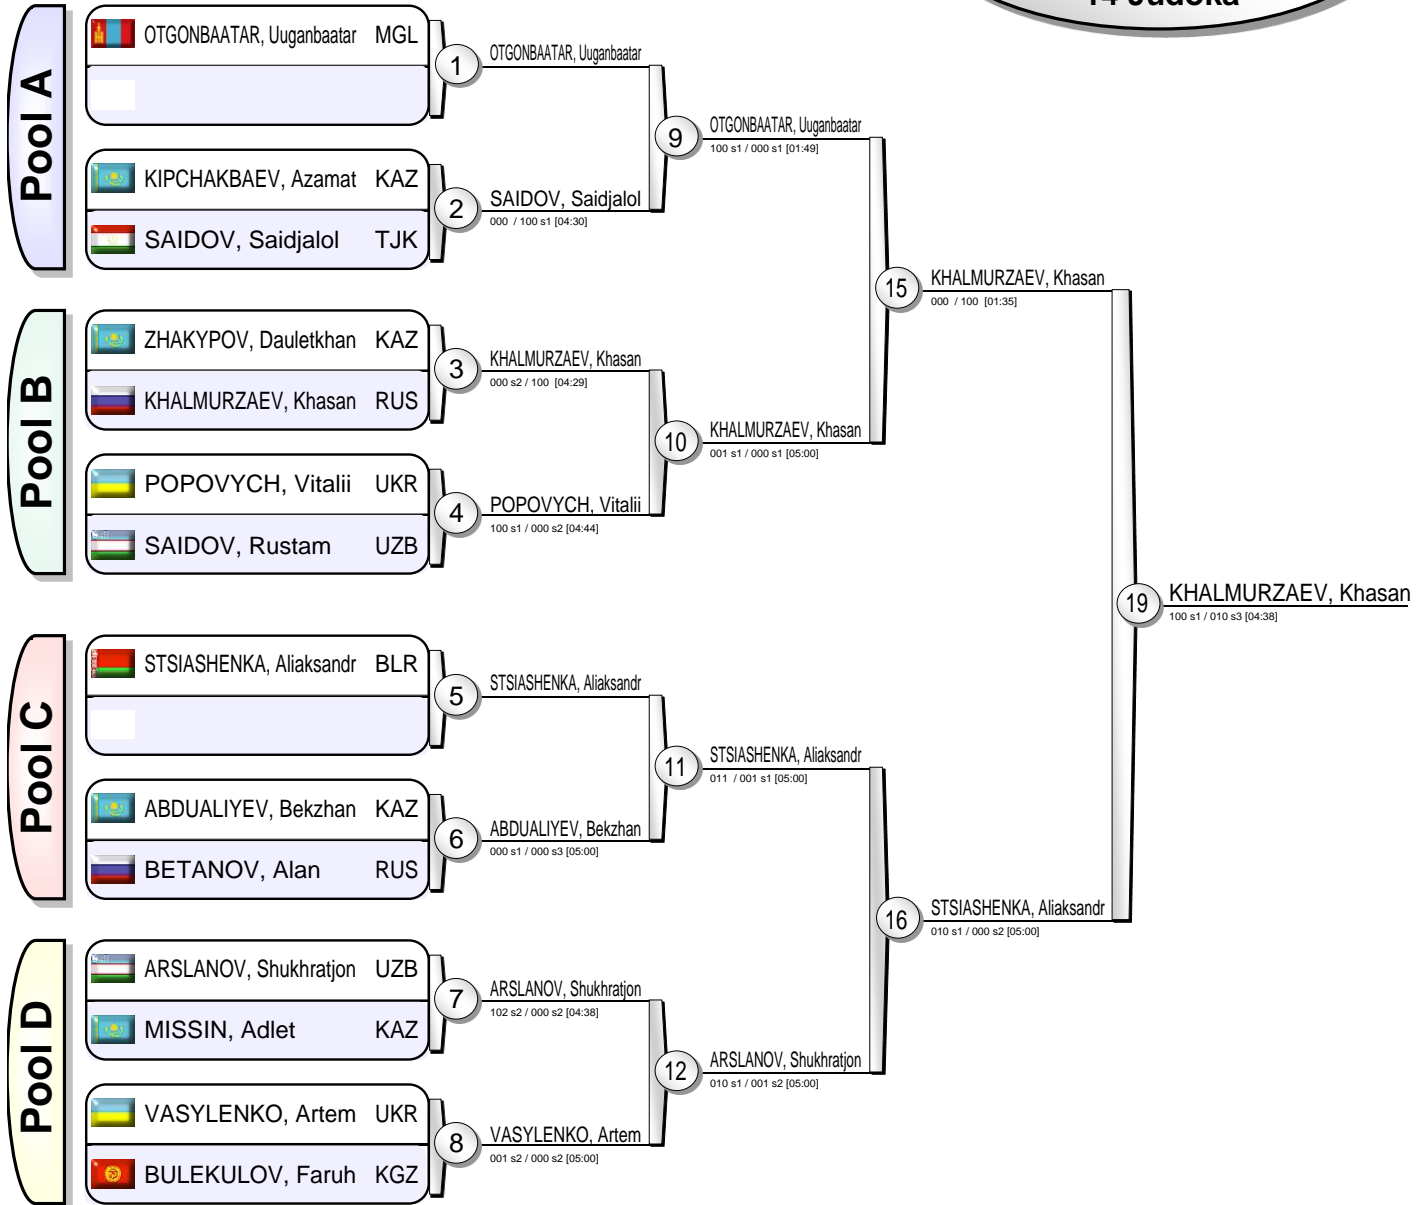 14 Judoka
Pool A
OTGONBAATAR, Uuganbaatar MGL
1
OTGONBAATAR, Uuganbaatar
KIPCHAKBAEV, Azamat KAZ
SAIDOV, Saidjalol TJK
2
SAIDOV, Saidjalol
000 / 100 s1 [04:30]
9
OTGONBAATAR, Uuganbaatar
100 s1 / 000 s1 [01:49]
Pool B
ZHAKYPOV, Dauletkhan KAZ
KHALMURZAEV, Khasan RUS
3
KHALMURZAEV, Khasan
000 s2 / 100 [04:29]
POPOVYCH, Vitalii UKR
SAIDOV, Rustam UZB
4
POPOVYCH, Vitalii
100 s1 / 000 s2 [04:44]
10
KHALMURZAEV, Khasan
001 s1 / 000 s1 [05:00]
15
KHALMURZAEV, Khasan
000 / 100 [01:35]
Pool C
STSIASHENKA, Aliaksandr BLR
5
STSIASHENKA, Aliaksandr
ABDUALIYEV, Bekzhan KAZ
BETANOV, Alan RUS
6
ABDUALIYEV, Bekzhan
000 s1 / 000 s3 [05:00]
11
STSIASHENKA, Aliaksandr
011 / 001 s1 [05:00]
Pool D
ARSLANOV, Shukhratjon UZB
MISSIN, Adlet KAZ
7
ARSLANOV, Shukhratjon
102 s2 / 000 s2 [04:38]
VASYLENKO, Artem UKR
BULEKULOV, Faruh KGZ
8
VASYLENKO, Artem
001 s2 / 000 s2 [05:00]
12
ARSLANOV, Shukhratjon
010 s1 / 001 s2 [05:00]
16
STSIASHENKA, Aliaksandr
010 s1 / 000 s2 [05:00]
19
KHALMURZAEV, Khasan
100 s1 / 010 s3 [04:38]